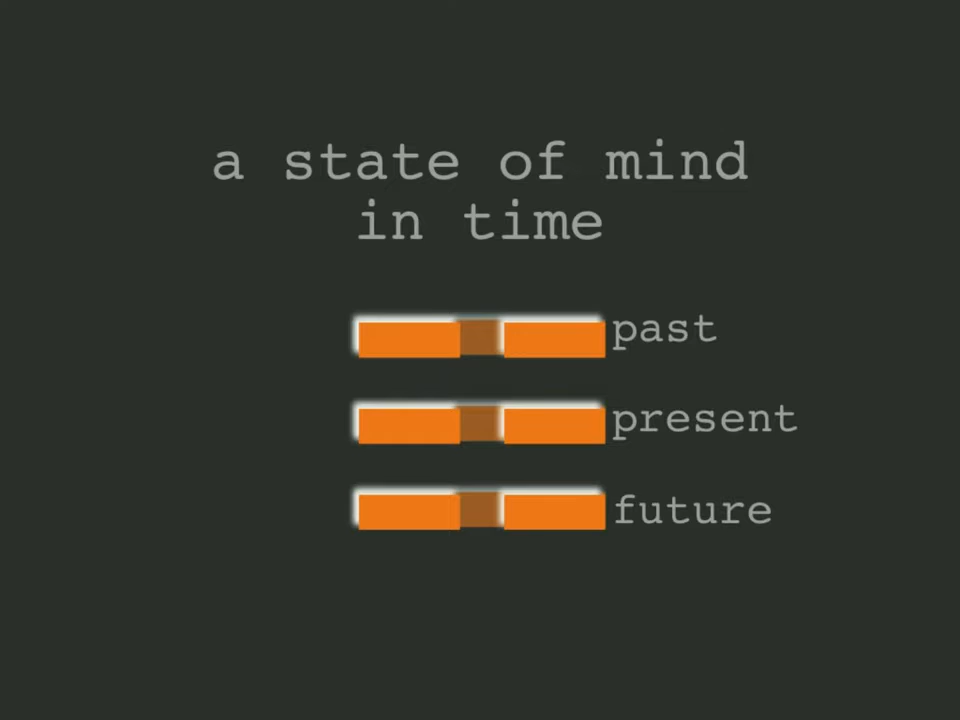 a state of mind
in time
past
present
future